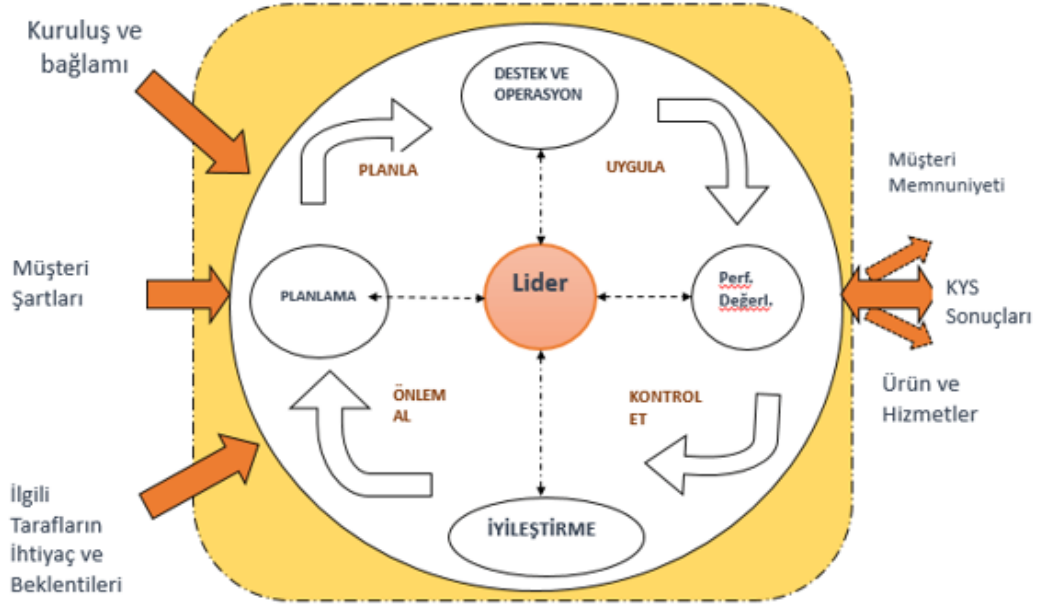 Kuruluş ve
bağlamı
DESTEK VE
OPERASYON
PLANLA
UYGULA
Müşteri
Memnuniyeti
Müşteri
Şartları
PLANLAMA
Lider
Perf.
Değerl.
KYS
Sonuçları
ÖNLEM
AL
KONTROL
ET
Ürün ve
Hizmetler
İlgili
Tarafların
İhtiyaç ve
Beklentileri
İYİLEŞTİRME